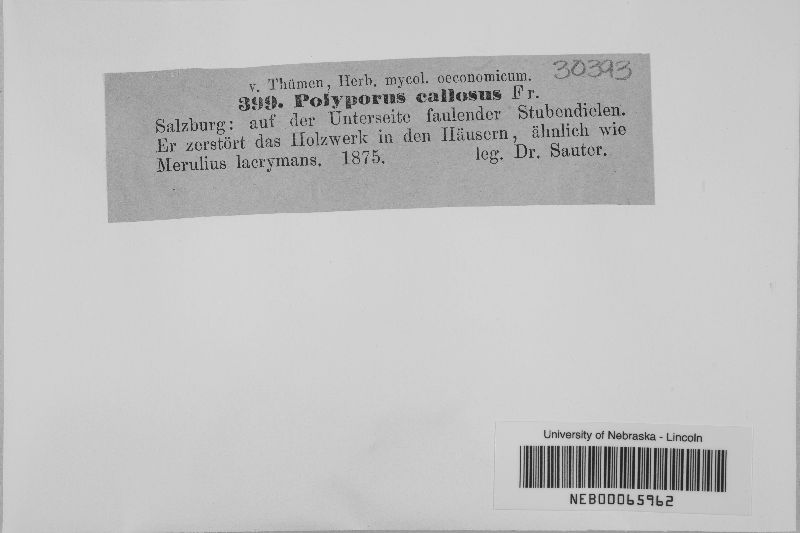 v. Thümen, Herb. mycol. oeconomicum. 30393
399. Polyporus callosus Fr.
Salzburg: auf der Unterseite faulender Stubendielen.
Er zerstört das Holzwerk in den Häusern, ähnlich wie
Merulius lacrymans. 1875. leg. Dr. Sauter.
University of Nebraska - Lincoln
NEB00065962